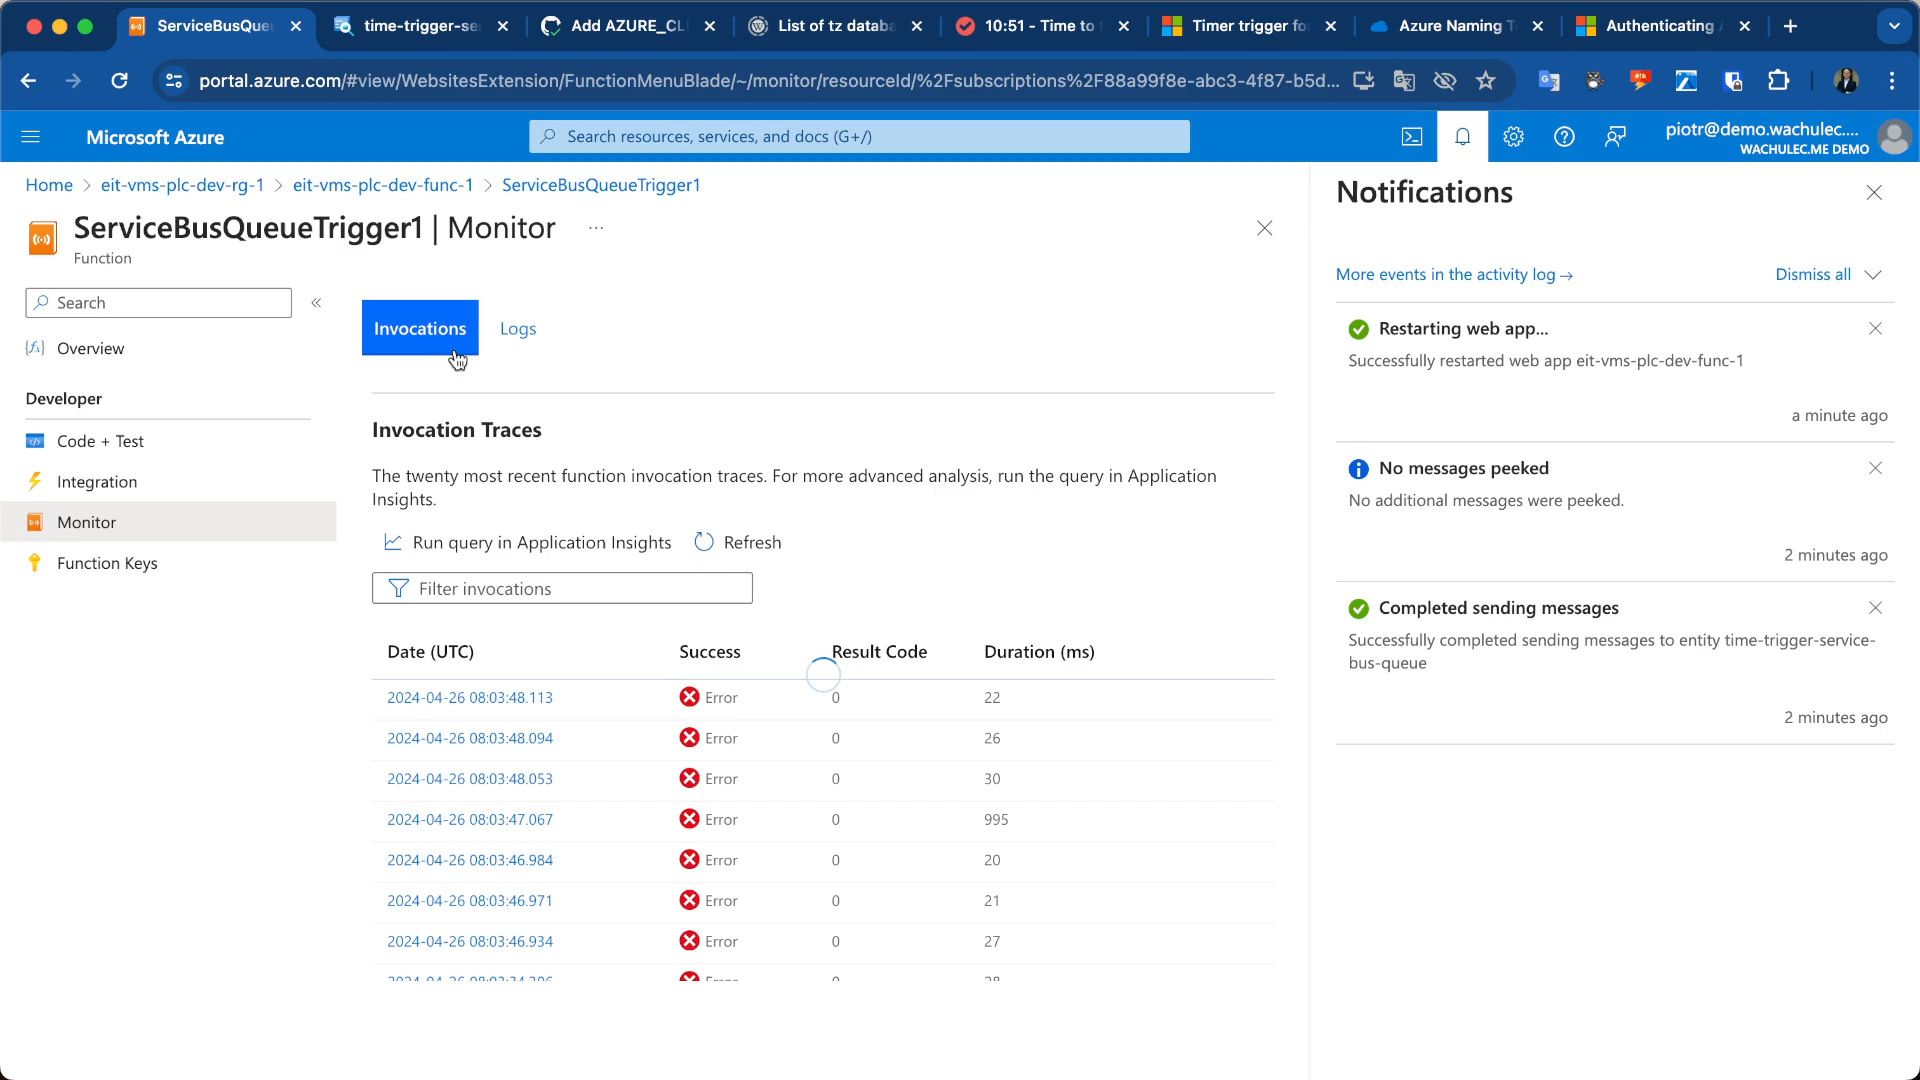 ServiceBusQue
time-trigger-se
Add AZURE_CL
List of tz databa
10:51 - Time to
Timer trigger fo
Azure Naming T
Authenticating
portal.azure.com/#view/WebsitesExtension/FunctionMenuBlade/~/monitor/resourceId/%2Fsubscriptions%2F88a99f8e-abc3-4f87-b5d...
Microsoft Azure
Search resources, services, and docs (G+/)
piotr@demo.wachulec....
WACHULEC.ME DEMO
Home > eit-vms-plc-dev-rg-1 > eit-vms-plc-dev-func-1 > ServiceBusQueueTrigger1
ServiceBusQueueTrigger1 | Monitor
...
Function
Search
«
Overview
Developer
Code + Test
Integration
Monitor
Function Keys
Invocations
Logs
Invocation Traces
The twenty most recent function invocation traces. For more advanced analysis, run the query in Application
Insights.
Run query in Application Insights
Refresh
Filter invocations
Date (UTC) Success Result Code Duration (ms)
2024-04-26 08:03:48.113 Error 0 22
2024-04-26 08:03:48.094 Error 0 26
2024-04-26 08:03:48.053 Error 0 30
2024-04-26 08:03:47.067 Error 0 995
2024-04-26 08:03:46.984 Error 0 20
2024-04-26 08:03:46.971 Error 0 21
2024-04-26 08:03:46.934 Error 0 27
Notifications
More events in the activity log →
Dismiss all
Restarting web app...
Successfully restarted web app eit-vms-plc-dev-func-1
a minute ago
No messages peeked
No additional messages were peeked.
2 minutes ago
Completed sending messages
Successfully completed sending messages to entity time-trigger-service-
bus-queue
2 minutes ago